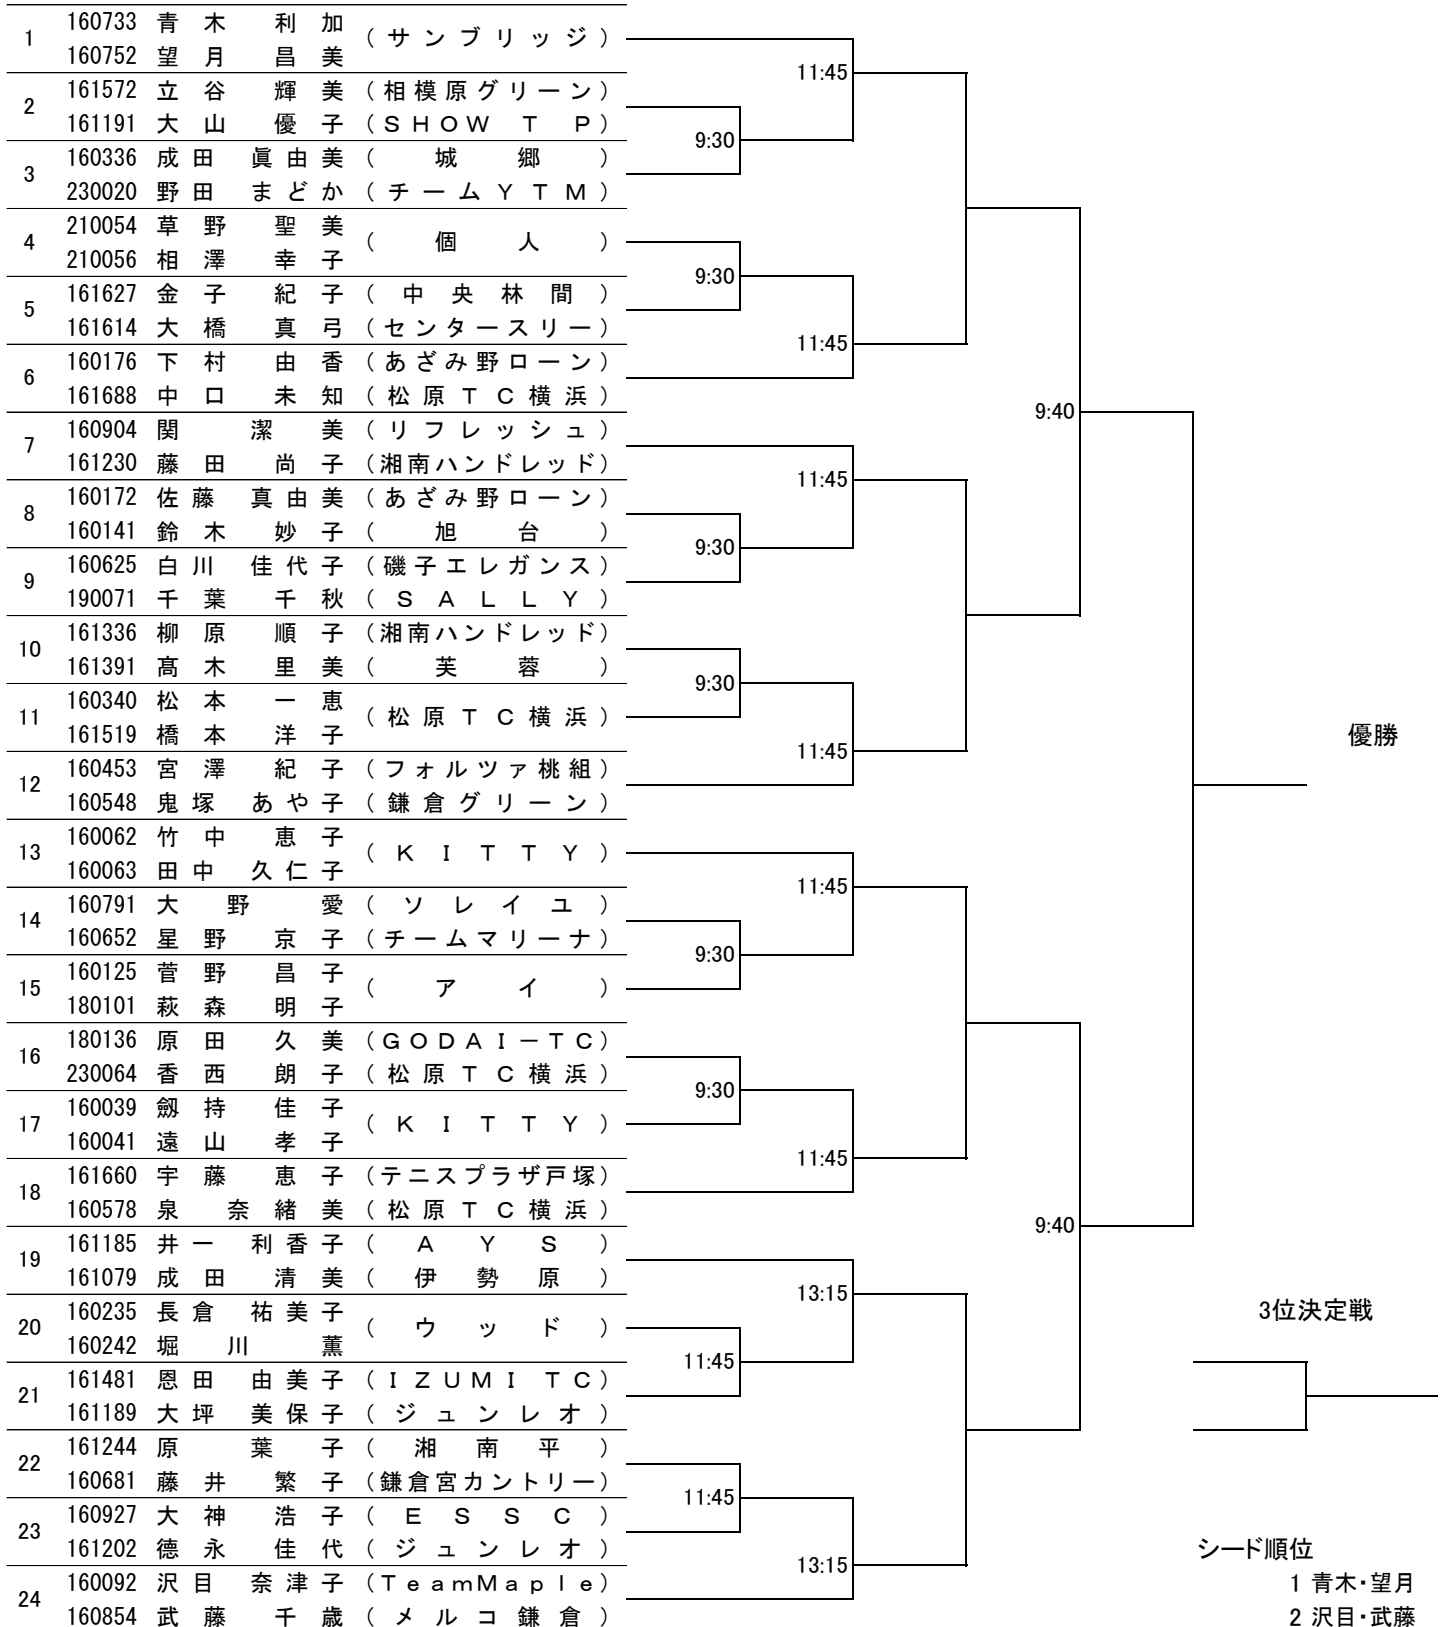 1 160733 青木 利加 (サンブリッジ)
160752 望月 昌美
11:45
2 161572 立谷 輝美 (相模原グリーン)
161191 大山 優子 (SHOW TP)
9:30
3 160336 成田 眞由美 (城郷)
230020 野田 まどか (チームYTM)
4 210054 草野 聖美 (個人)
210056 相澤 幸子
9:30
5 161627 金子 紀子 (中央林間)
161614 大橋 真弓 (センタースリー)
11:45
6 160176 下村 由香 (あざみ野ローン)
161688 中口 未知 (松原TC横浜)
9:40
7 160904 関 潔美 (リフレッシュ)
161230 藤田 尚子 (湘南ハンドレッド)
11:45
8 160172 佐藤 真由美 (あざみ野ローン)
160141 鈴木 妙子 (旭台)
9:30
9 160625 白川 佳代子 (磯子エレガンス)
190071 千葉 千秋 (SALLY)
10 161336 柳原 順子 (湘南ハンドレッド)
161391 髙木 里美 (芙蓉)
9:30
11 160340 松本 一恵 (松原TC横浜)
161519 橋本 洋子
優勝
11:45
12 160453 宮澤 紀子 (フォルツァ桃組)
160548 鬼塚 あや子 (鎌倉グリーン)
13 160062 竹中 恵子 (KITTY)
160063 田中 久仁子
11:45
14 160791 大野 愛 (ソレイユ)
160652 星野 京子 (チームマリーナ)
9:30
15 160125 菅野 昌子 (アイ)
180101 萩森 明子
16 180136 原田 久美 (GODAI－TC)
230064 香西 朗子 (松原TC横浜)
9:30
17 160039 劔持 佳子 (KITTY)
160041 遠山 孝子
11:45
18 161660 宇藤 恵子 (テニスプラザ戸塚)
160578 泉 奈緒美 (松原TC横浜)
9:40
19 161185 井一 利香子 (AYS)
161079 成田 清美 (伊勢原)
13:15
3位決定戦
20 160235 長倉 祐美子 (ウッド)
160242 堀川 薫
11:45
21 161481 恩田 由美子 (IZUMI TC)
161189 大坪 美保子 (ジュンレオ)
22 161244 原 葉子 (湘南平)
160681 藤井 繁子 (鎌倉宮カントリー)
11:45
23 160927 大神 浩子 (ESSC)
161202 德永 佳代 (ジュンレオ)
13:15
24 160092 沢目 奈津子 (TeamMaple)
160854 武藤 千歳 (メルコ鎌倉)
シード順位
1 青木・望月
2 沢目・武藤